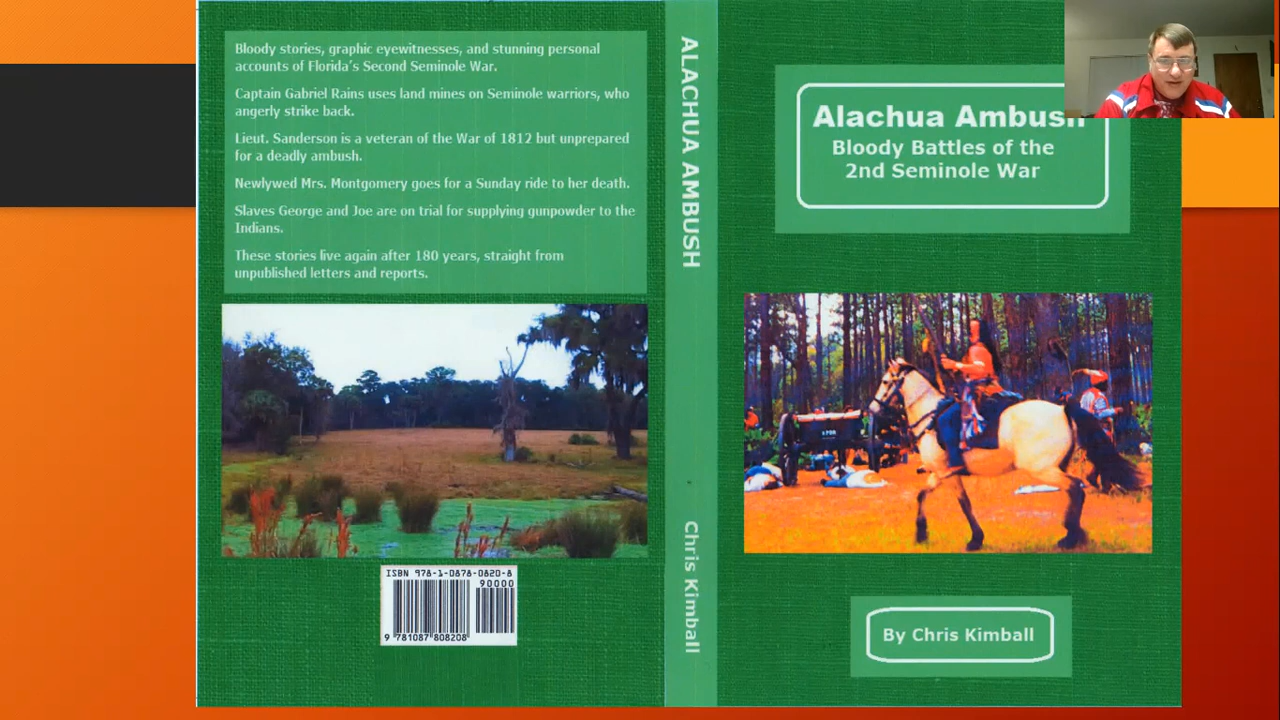 Bloody stories, graphic eyewitnesses, and stunning personal
accounts of Florida's Second Seminole War.
Captain Gabriel Rains uses land mines on Seminole warriors, who
angerly strike back.
Lieut. Sanderson is a veteran of the War of 1812 but unprepared
for a deadly ambush.
Newlywed Mrs. Montgomery goes for a Sunday ride to her death.
Slaves George and Joe are on trial for supplying gunpowder to the
Indians.
These stories live again after 180 years, straight from
unpublished letters and reports.
ISBN 978-1-0878-0820-8
90000
9 781087 808208
ALACHUA AMBUSH
Chris Kimball
Alachua Ambush
Bloody Battles of the
2nd Seminole War
By Chris Kimball